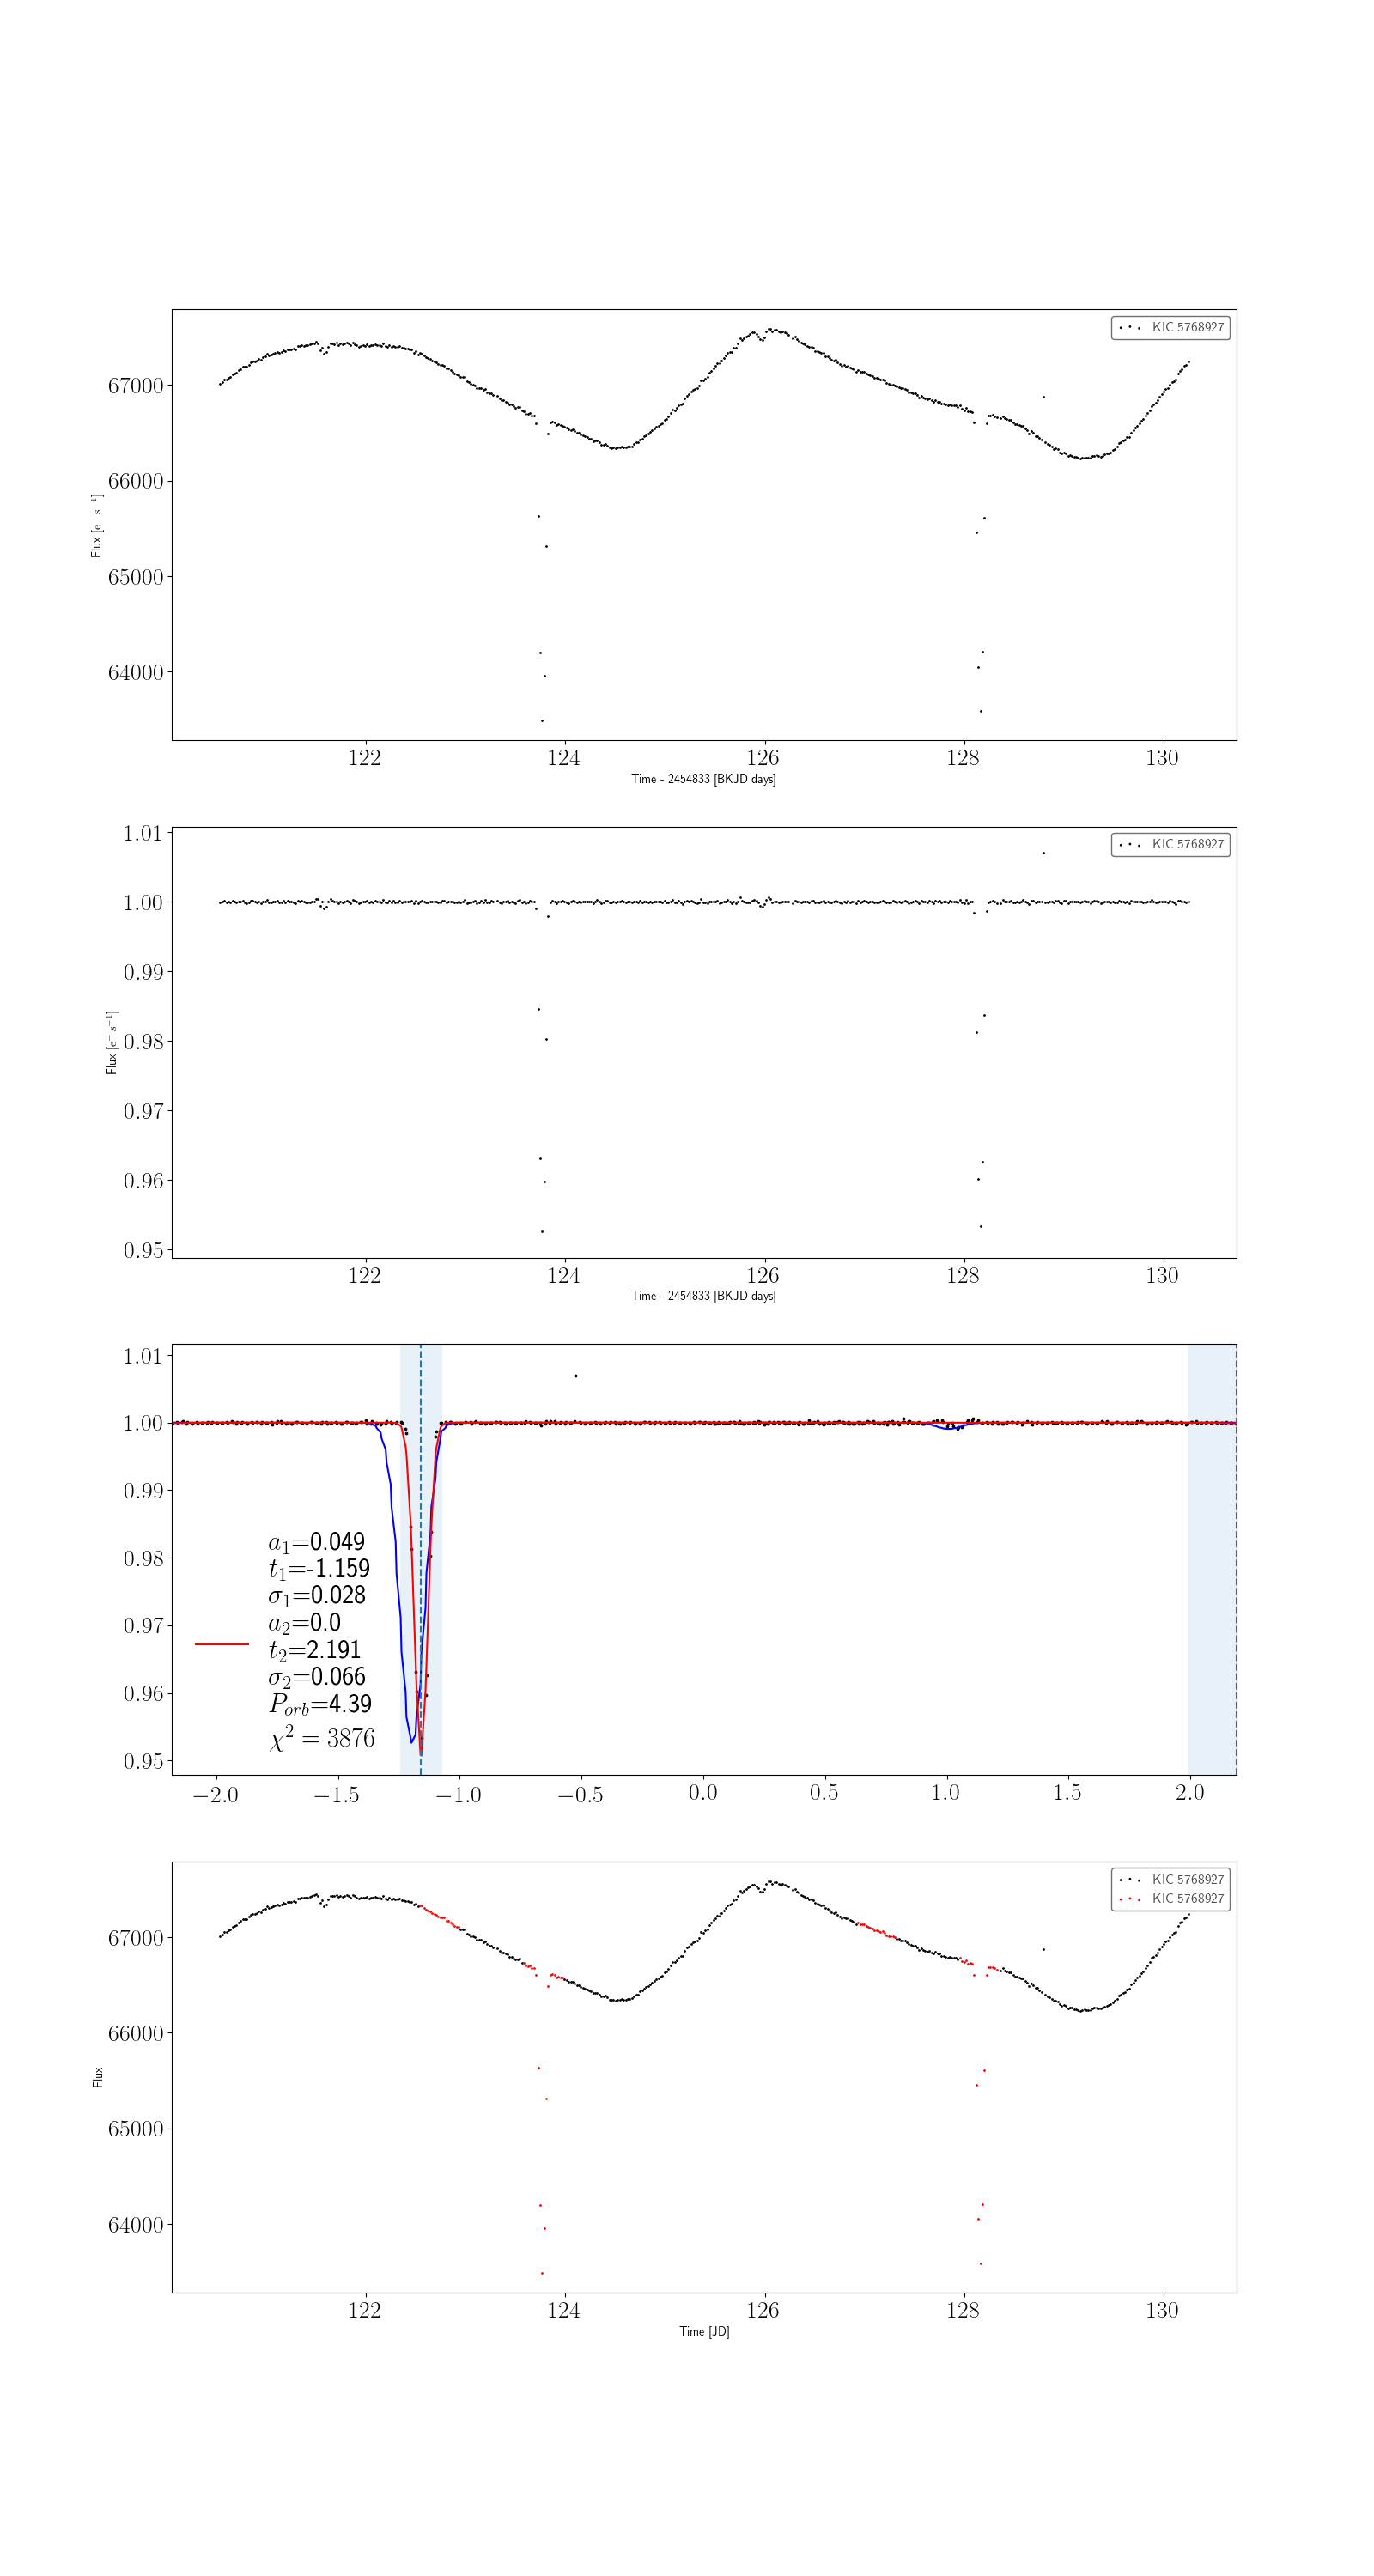 KIC 5768927
67000
66000
65000
64000
Flux [e⁻ s⁻¹]
122 124 126 128 130
Time - 2454833 [BKJD days]
KIC 5768927
1.01
1.00
0.99
0.98
0.97
0.96
0.95
Flux [e⁻ s⁻¹]
122 124 126 128 130
Time - 2454833 [BKJD days]
1.01
1.00
0.99
0.98
0.97
0.96
0.95
a₁=0.049
t₁=-1.159
σ₁=0.028
a₂=0.0
t₂=2.191
σ₂=0.066
P_orb=4.39
χ² = 3876
−2.0 −1.5 −1.0 −0.5 0.0 0.5 1.0 1.5 2.0
KIC 5768927
KIC 5768927
67000
66000
65000
64000
Flux
122 124 126 128 130
Time [JD]